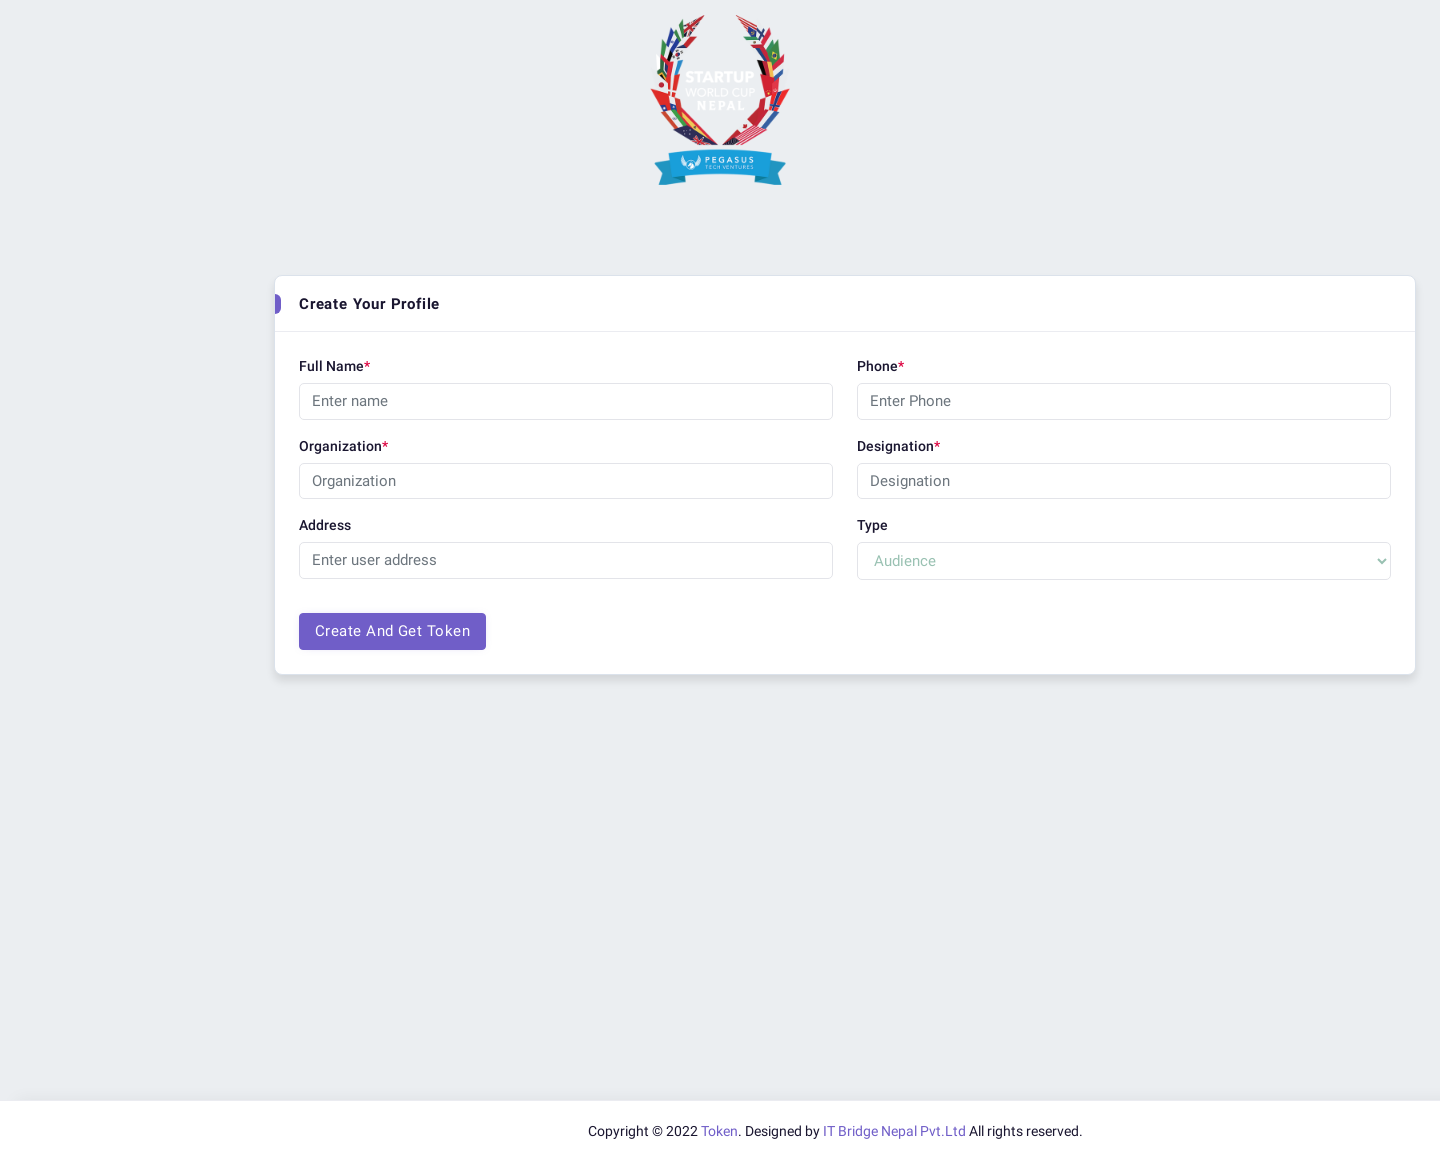 STARTUP
WORLD CUP
NEPAL
PEGASUS
TECH VENTURES
Create Your Profile
Full Name*
Phone*
Enter name
Enter Phone
Organization*
Designation*
Organization
Designation
Address
Type
Enter user address
Audience
Create And Get Token
Copyright © 2022 Token. Designed by IT Bridge Nepal Pvt.Ltd All rights reserved.